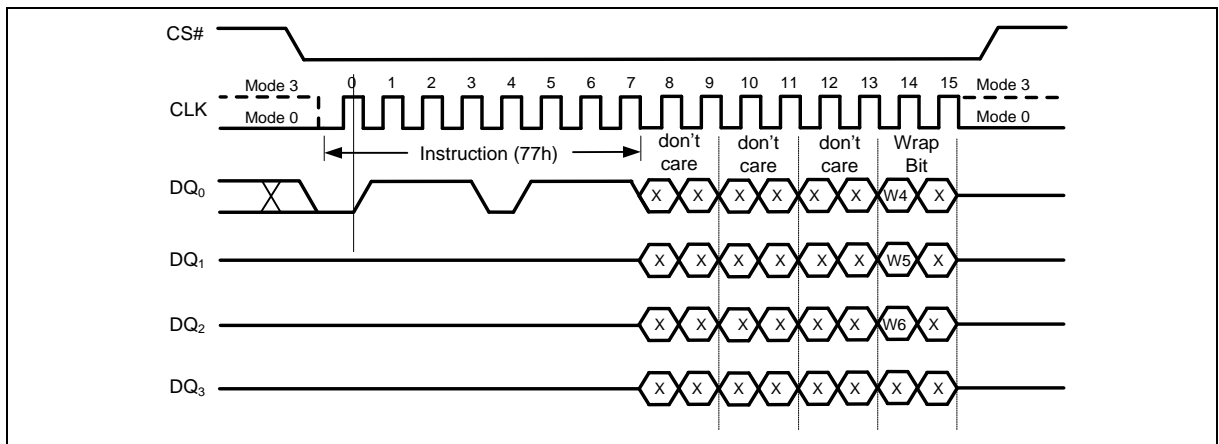 CS#
Mode 3 0 1 2 3 4 5 6 7 8 9 10 11 12 13 14 15 Mode 3
CLK
Mode 0 Mode 0
Instruction (77h) don't care don't care don't care Wrap Bit
DQ₀ X X X X X X W4 X
DQ₁ X X X X X X W5 X
DQ₂ X X X X X X W6 X
DQ₃ X X X X X X X X